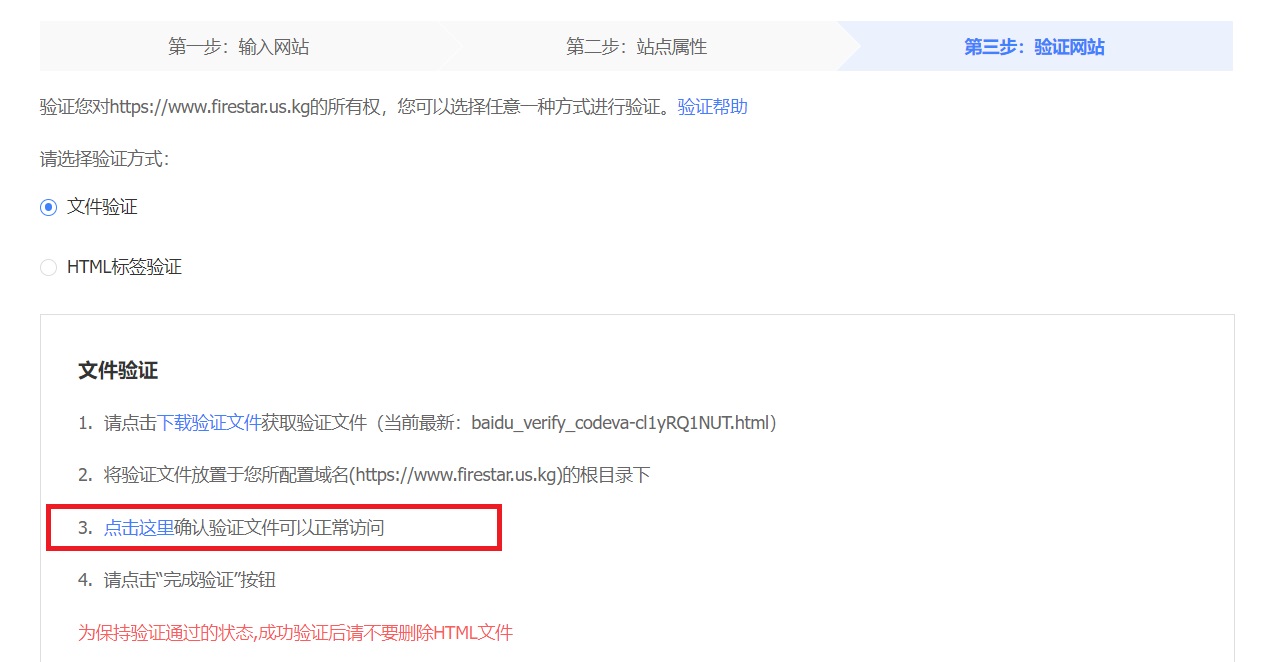 第一步：输入网站 第二步：站点属性 第三步：验证网站
验证您对https://www.firestar.us.kg的所有权，您可以选择任意一种方式进行验证。验证帮助
请选择验证方式：
文件验证
HTML标签验证
文件验证
1. 请点击下载验证文件获取验证文件（当前最新：baidu_verify_codeva-cl1yRQ1NUT.html）
2. 将验证文件放置于您所配置域名(https://www.firestar.us.kg)的根目录下
3. 点击这里确认验证文件可以正常访问
4. 请点击“完成验证”按钮
为保持验证通过的状态,成功验证后请不要删除HTML文件